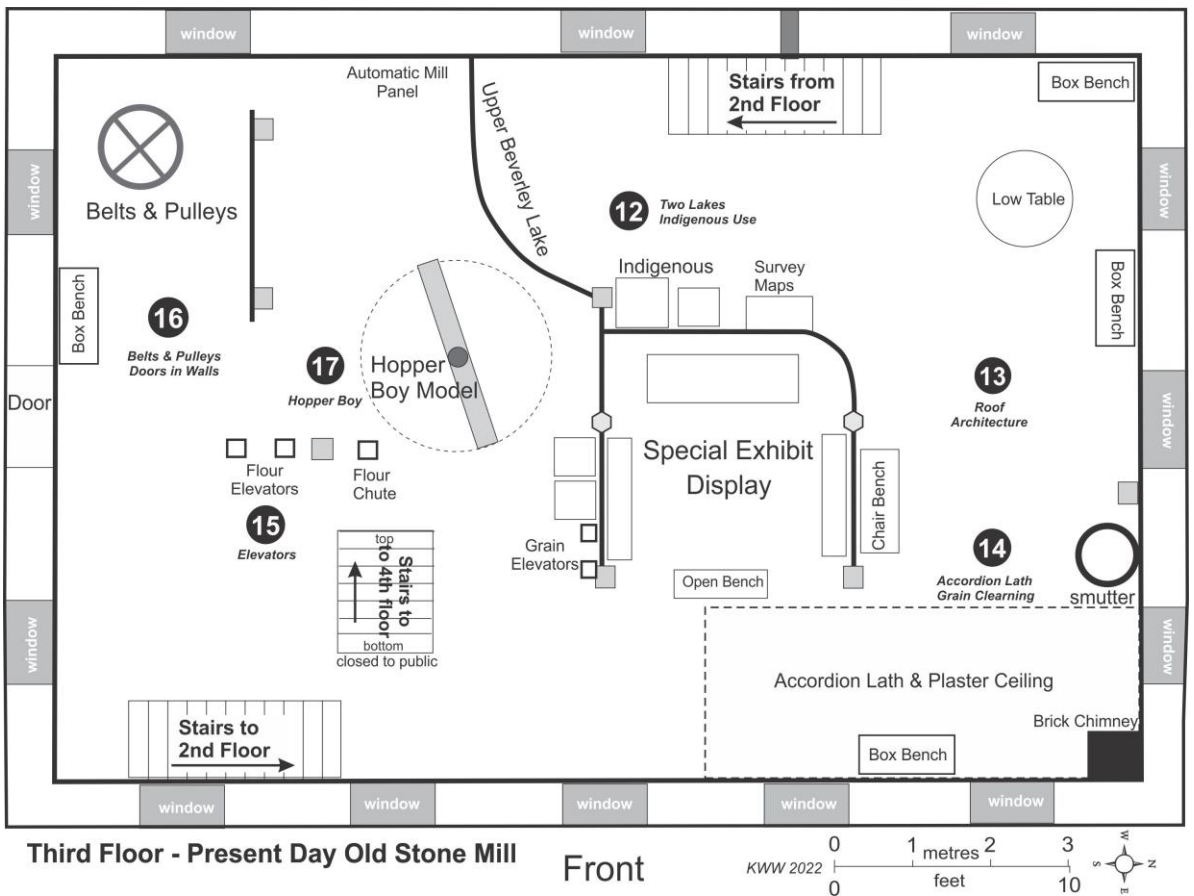 window
window
window
Automatic Mill
Panel
Upper Beverley Lake
Stairs from
2nd Floor
Box Bench
window
window
Belts & Pulleys
12
Two Lakes
Indigenous Use
Low Table
Indigenous
Survey
Maps
Box Bench
Box Bench
16
Belts & Pulleys
Doors in Walls
17
Hopper Boy
Hopper
Boy Model
13
Roof
Architecture
Door
window
Flour
Elevators
Flour
Chute
Special Exhibit
Display
Chair Bench
15
Elevators
top
Stairs to
to 4th floor
bottom
closed to public
Grain
Elevators
Open Bench
14
Accordion Lath
Grain Clearning
smutter
window
window
Accordion Lath & Plaster Ceiling
Brick Chimney
Stairs to
2nd Floor
Box Bench
window
window
window
window
window
Third Floor - Present Day Old Stone Mill
Front
KWW 2022
0 1 metres 2 3
0 feet 10
W
S N
E